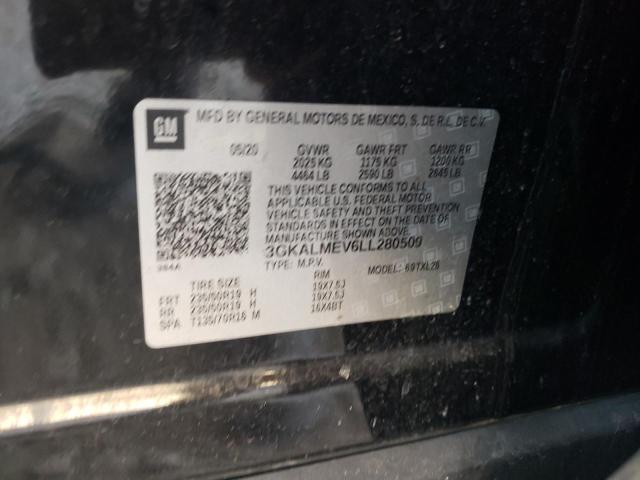 GM
MFD BY GENERAL MOTORS DE MEXICO, S. DE R.L. DE C.V.
05/20 GVWR GAWR FRT GAWR RR
2025 KG 1175 KG 1200 KG
4464 LB 2590 LB 2645 LB
THIS VEHICLE CONFORMS TO ALL
APPLICABLE U.S. FEDERAL MOTOR
VEHICLE SAFETY AND THEFT PREVENTION
STANDARDS IN EFFECT ON THE DATE OF
MANUFACTURE SHOWN ABOVE.
3GKALMEV6LL280509
TYPE: M.P.V. MODEL: 69TXL26
TIRE SIZE RIM
FRT 235/50R19 H 19X7.5J
RR 235/50R19 H 19X7.5J
SPA T135/70R16 M 16X4BT